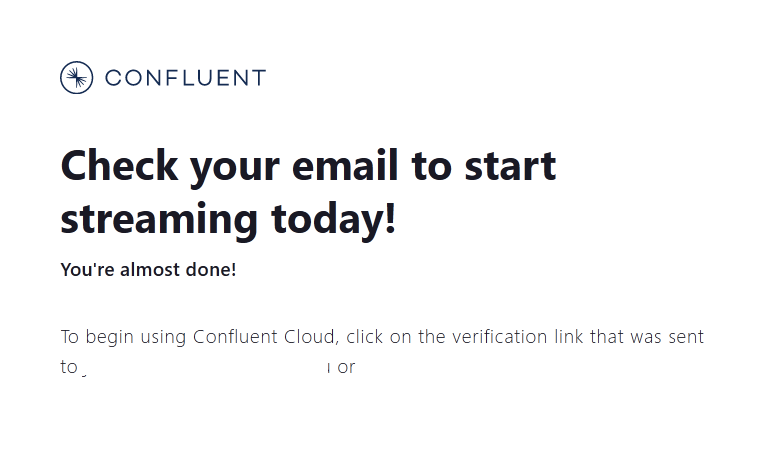 CONFLUENT
Check your email to start
streaming today!
You're almost done!
To begin using Confluent Cloud, click on the verification link that was sent
to or